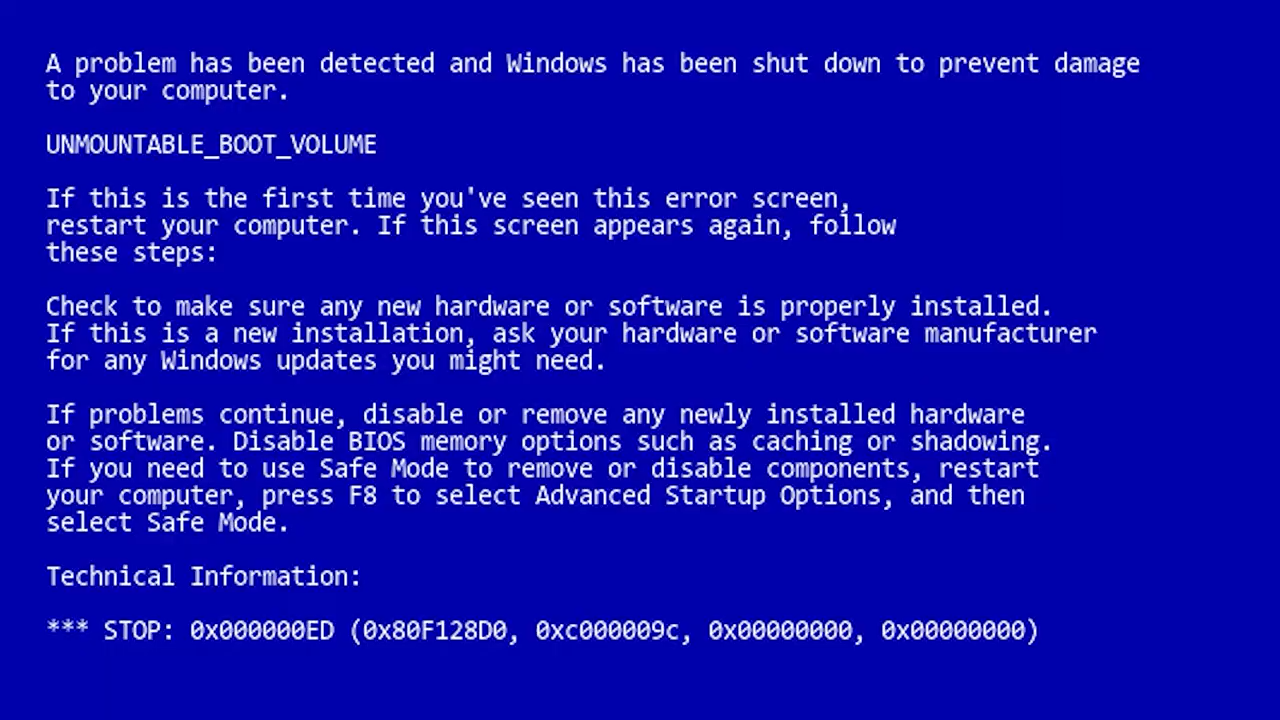 A problem has been detected and Windows has been shut down to prevent damage
to your computer.
UNMOUNTABLE_BOOT_VOLUME
If this is the first time you've seen this error screen,
restart your computer. If this screen appears again, follow
these steps:
Check to make sure any new hardware or software is properly installed.
If this is a new installation, ask your hardware or software manufacturer
for any Windows updates you might need.
If problems continue, disable or remove any newly installed hardware
or software. Disable BIOS memory options such as caching or shadowing.
If you need to use Safe Mode to remove or disable components, restart
your computer, press F8 to select Advanced Startup Options, and then
select Safe Mode.
Technical Information:
*** STOP: 0x000000ED (0x80F128D0, 0xc000009c, 0x00000000, 0x00000000)